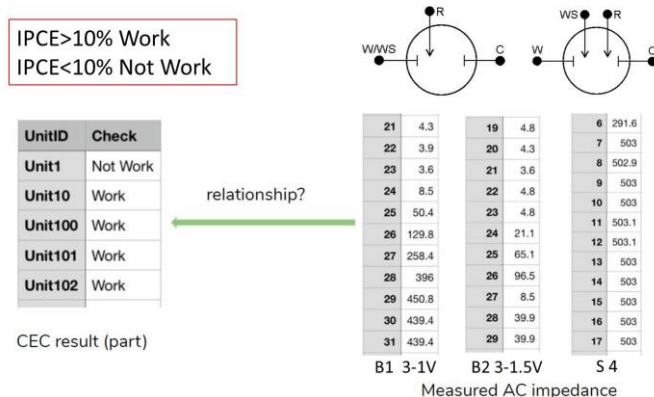 IPCE>10% Work
IPCE<10% Not Work
R
W/WS
C
WS
R
W
C
UnitID Check
Unit1 Not Work
Unit10 Work
Unit100 Work
Unit101 Work
Unit102 Work
CEC result (part)
relationship?
21 4.3
22 3.9
23 3.6
24 8.5
25 50.4
26 129.8
27 258.4
28 396
29 450.8
30 439.4
31 439.4
B1 3-1V
19 4.8
20 4.3
21 3.6
22 4.8
23 4.8
24 21.1
25 65.1
26 96.5
27 8.5
28 39.9
29 39.9
B2 3-1.5V
6 291.6
7 503
8 502.9
9 503
10 503
11 503.1
12 503.1
13 503
14 503
15 503
16 503
17 503
S 4
Measured AC impedance